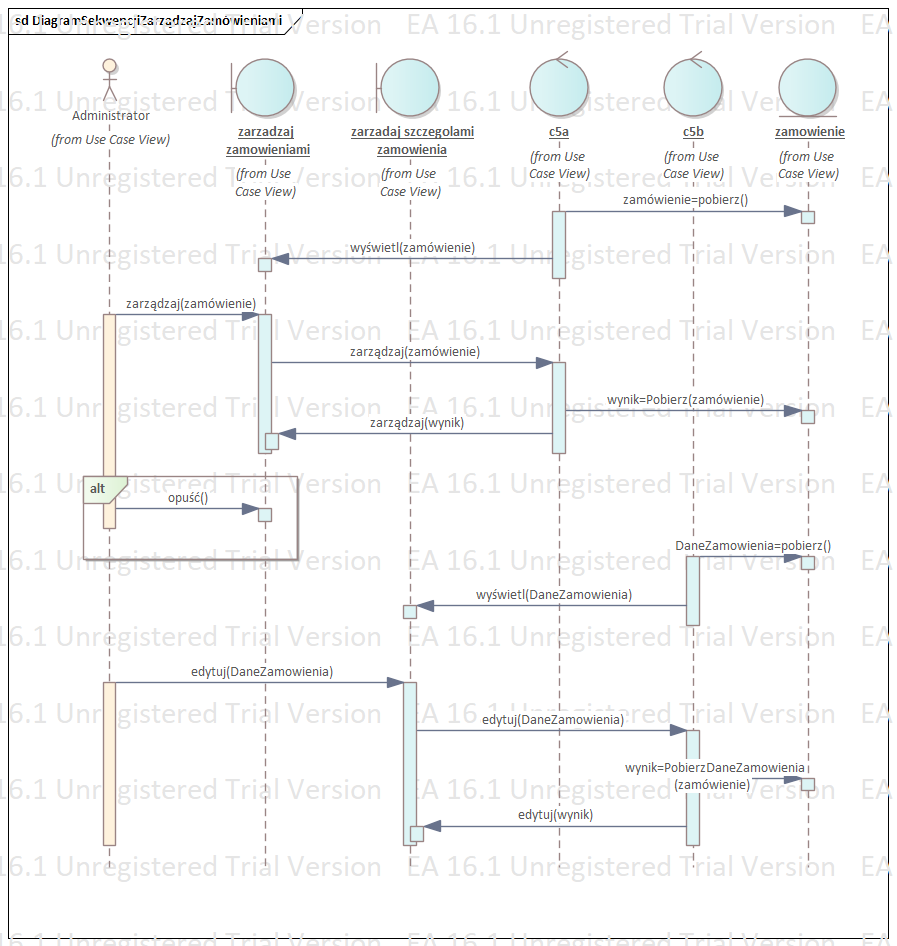 sd DiagramSekwencjiZarządzajZamówieniami
EA 16.1 Unregistered Trial Version
Administrator
(from Use Case View)
zarzadzaj
zamowieniami
(from Use
Case View)
zarzadaj szczegolami
zamowienia
(from Use
Case View)
c5a
(from Use
Case View)
c5b
(from Use
Case View)
zamowienie
(from Use
Case View)
zamówienie=pobierz()
wyświetl(zamówienie)
zarządzaj(zamówienie)
zarządzaj(zamówienie)
wynik=Pobierz(zamówienie)
zarządzaj(wynik)
alt
opuść()
DaneZamowienia=pobierz()
wyświetl(DaneZamowienia)
edytuj(DaneZamowienia)
edytuj(DaneZamowienia)
wynik=PobierzDaneZamowienia
(zamówienie)
edytuj(wynik)